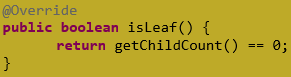 @Override
public boolean isLeaf() {
return getChildCount() == 0;
}